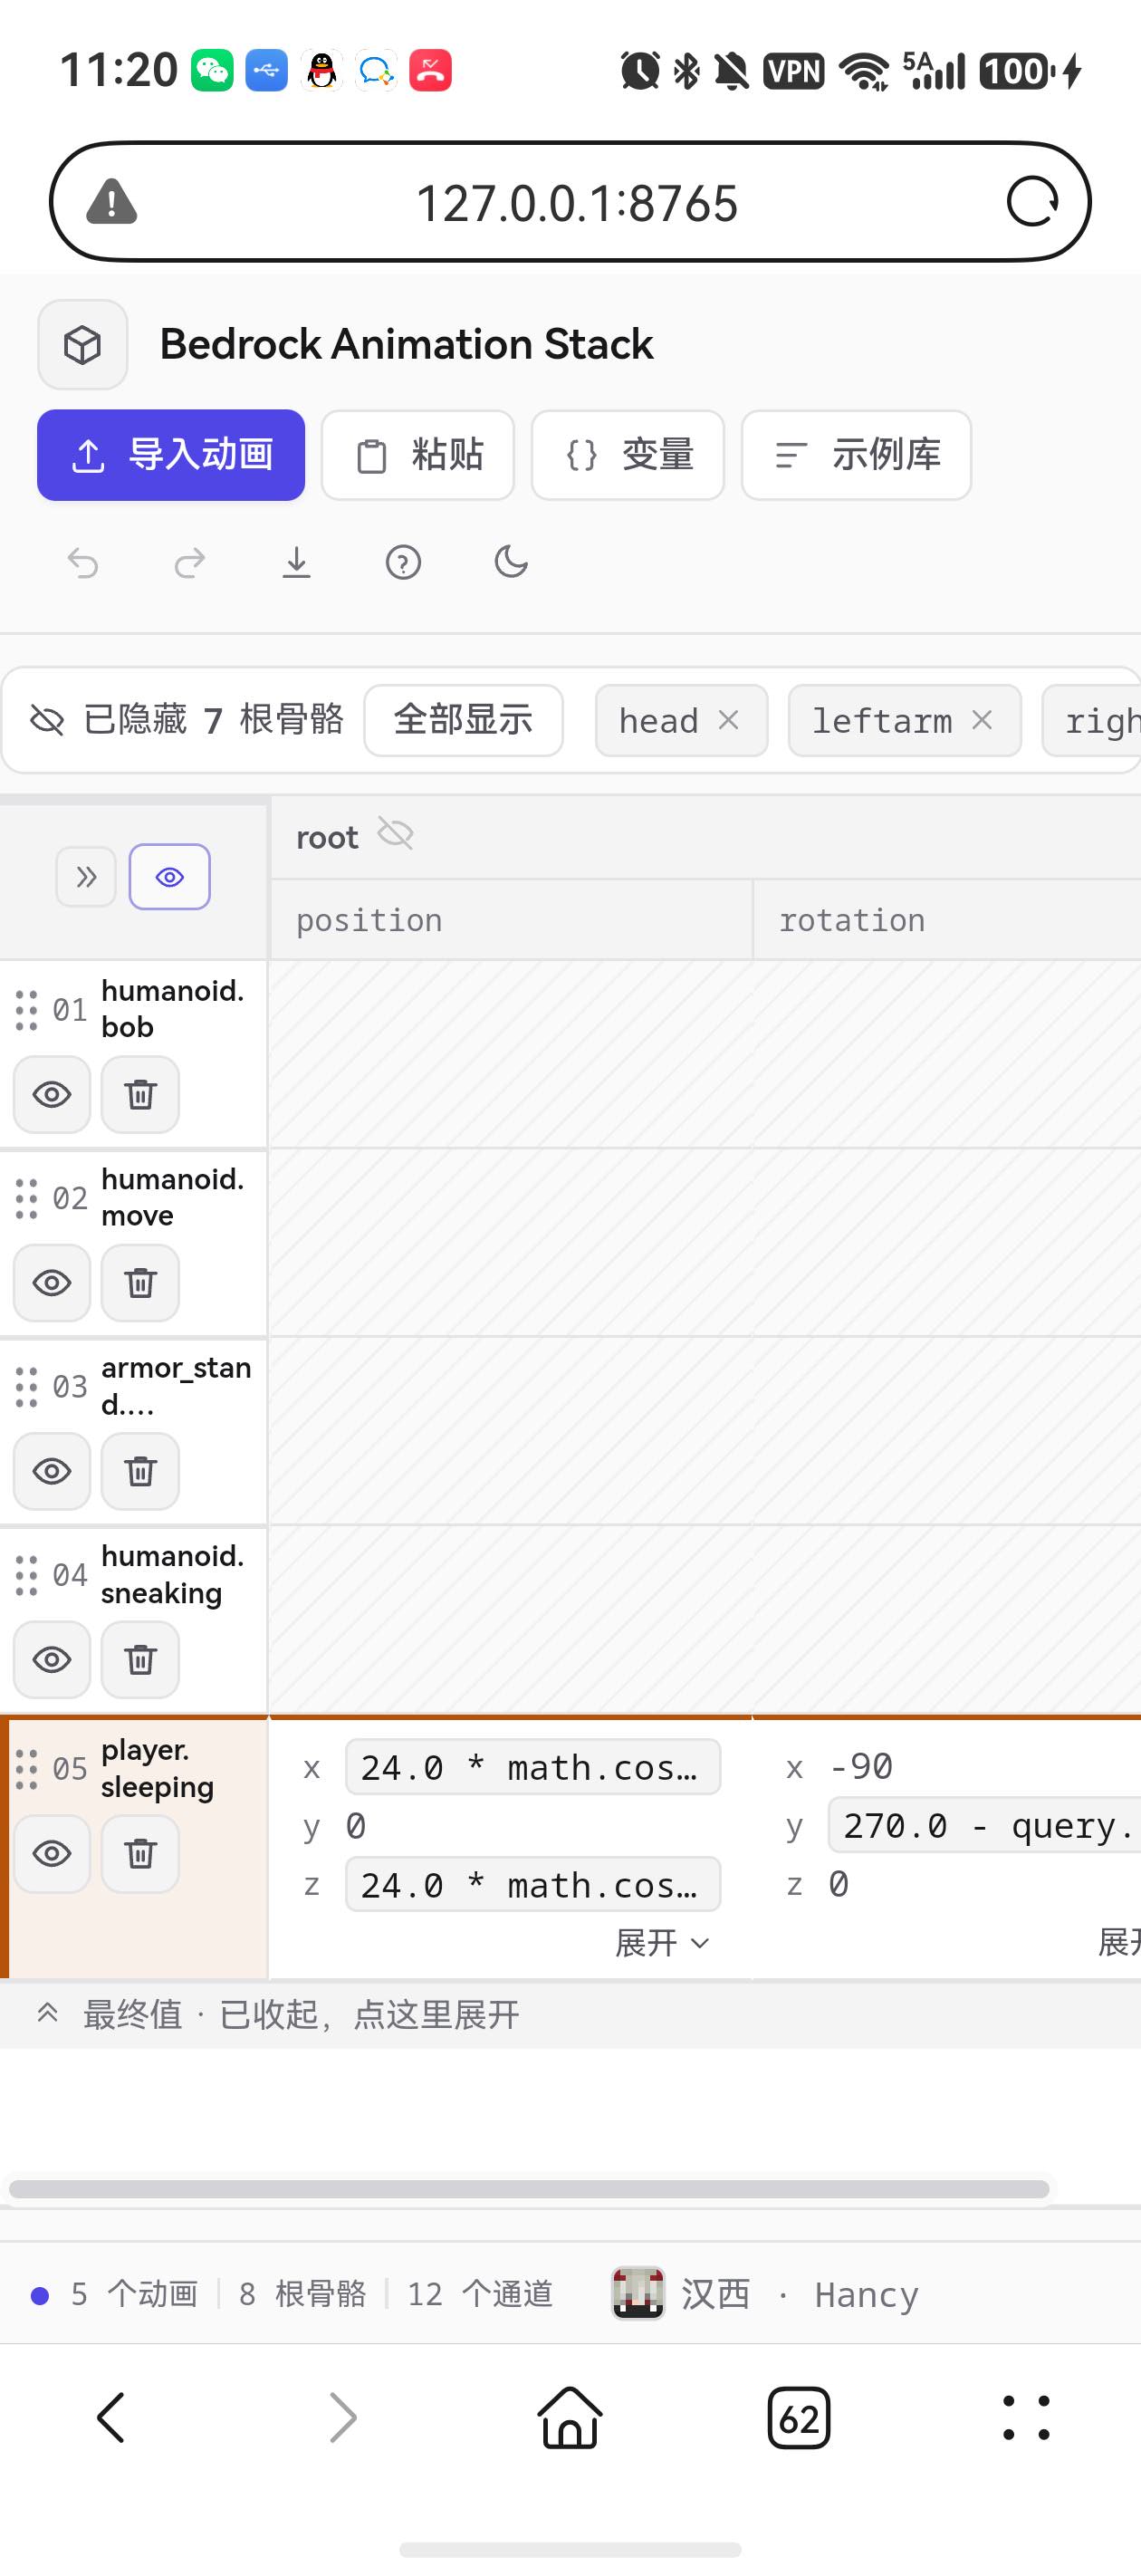 11:20 VPN 5A 100
127.0.0.1:8765
Bedrock Animation Stack
导入动画 粘贴 {} 变量 示例库
已隐藏 7 根骨骼 全部显示 head × leftarm × righ
root
position rotation
01 humanoid.
bob
02 humanoid.
move
03 armor_stan
d....
04 humanoid.
sneaking
05 player.
sleeping
x 24.0 * math.cos… x -90
y 0 y 270.0 - query.
z 24.0 * math.cos… z 0
展开 展开
最终值 · 已收起，点这里展开
5 个动画 8 根骨骼 12 个通道 汉西 · Hancy
62